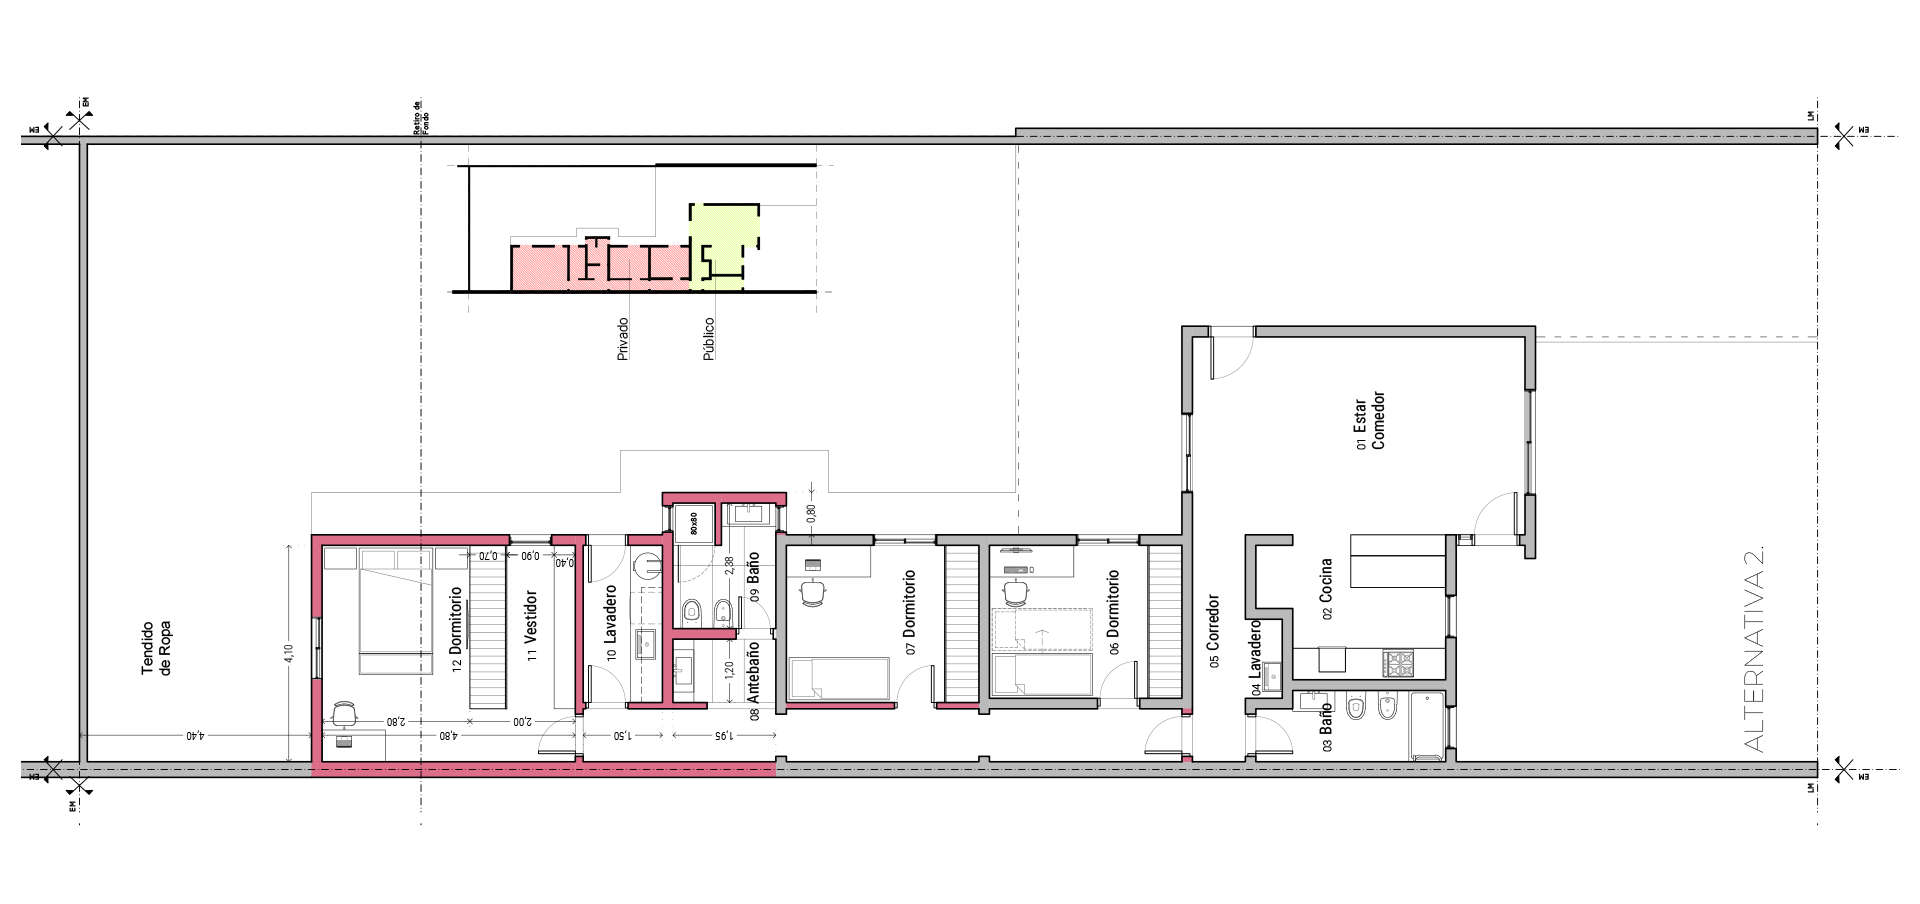 EM
EM
Retiro de
Fondo
LM
EM
Privado
Público
01 Estar
Comedor
Tendido
de Ropa
4,10
12 Dormitorio
11 Vestidor
0,70
0,90
0,40
10 Lavadero
80x80
2,38
09 Baño
0,80
1,20
08 Antebaño
07 Dormitorio
06 Dormitorio
05 Corredor
04 Lavadero
02 Cocina
03 Baño
4,40
2,80
2,00
4,80
1,50
1,95
ALTERNATIVA 2.
EM
EM
LM
EM